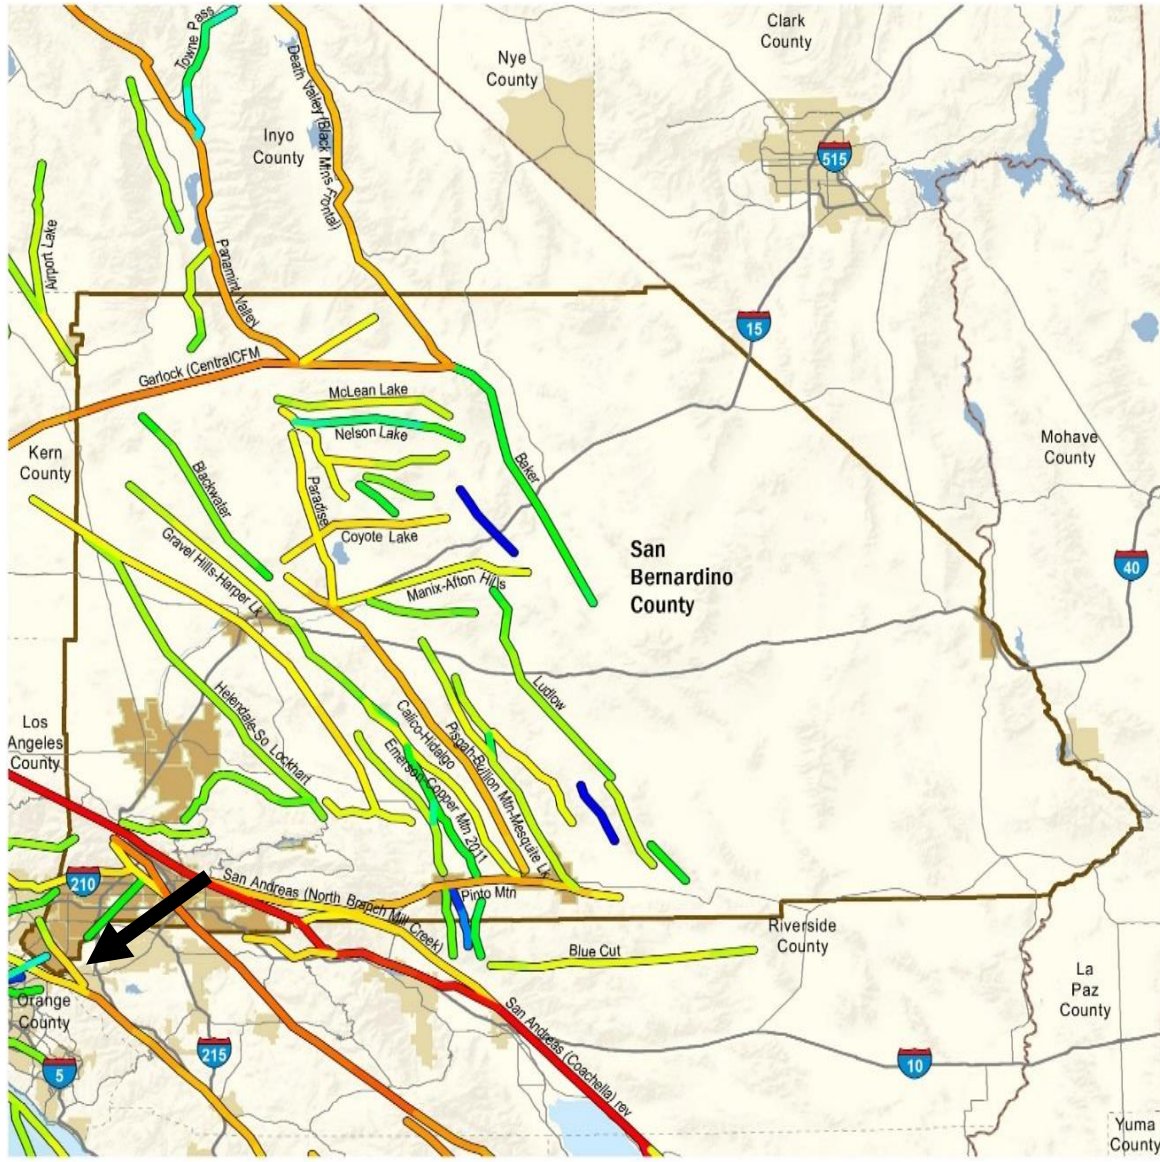 Clark
County
Nye
County
Towne Pass
Death Valley (Black Mtns Frontal)
Inyo
County
515
Airport Lake
Panamint Valley
15
Garlock (CentralCFM
McLean Lake
Nelson Lake
Kern
County
Mohave
County
Blackwater
Baker
Paradise
Coyote Lake
Gravel Hills-Harper Lk
San
Bernardino
County
40
Manix-Afton Hills
Helendale-So Lockhart
Ludlow
Los
Angeles
County
Calico-Hidalgo
Pisgah-Bullion Mtn-Mesquite Lk
Emerson-Copper Mtn 2011
210
San Andreas (North Branch Mill Creek)
Pinto Mtn
Riverside
County
Blue Cut
La
Paz
County
Orange
County
San Andreas (Coachella) rev
215
5
10
Yuma
County